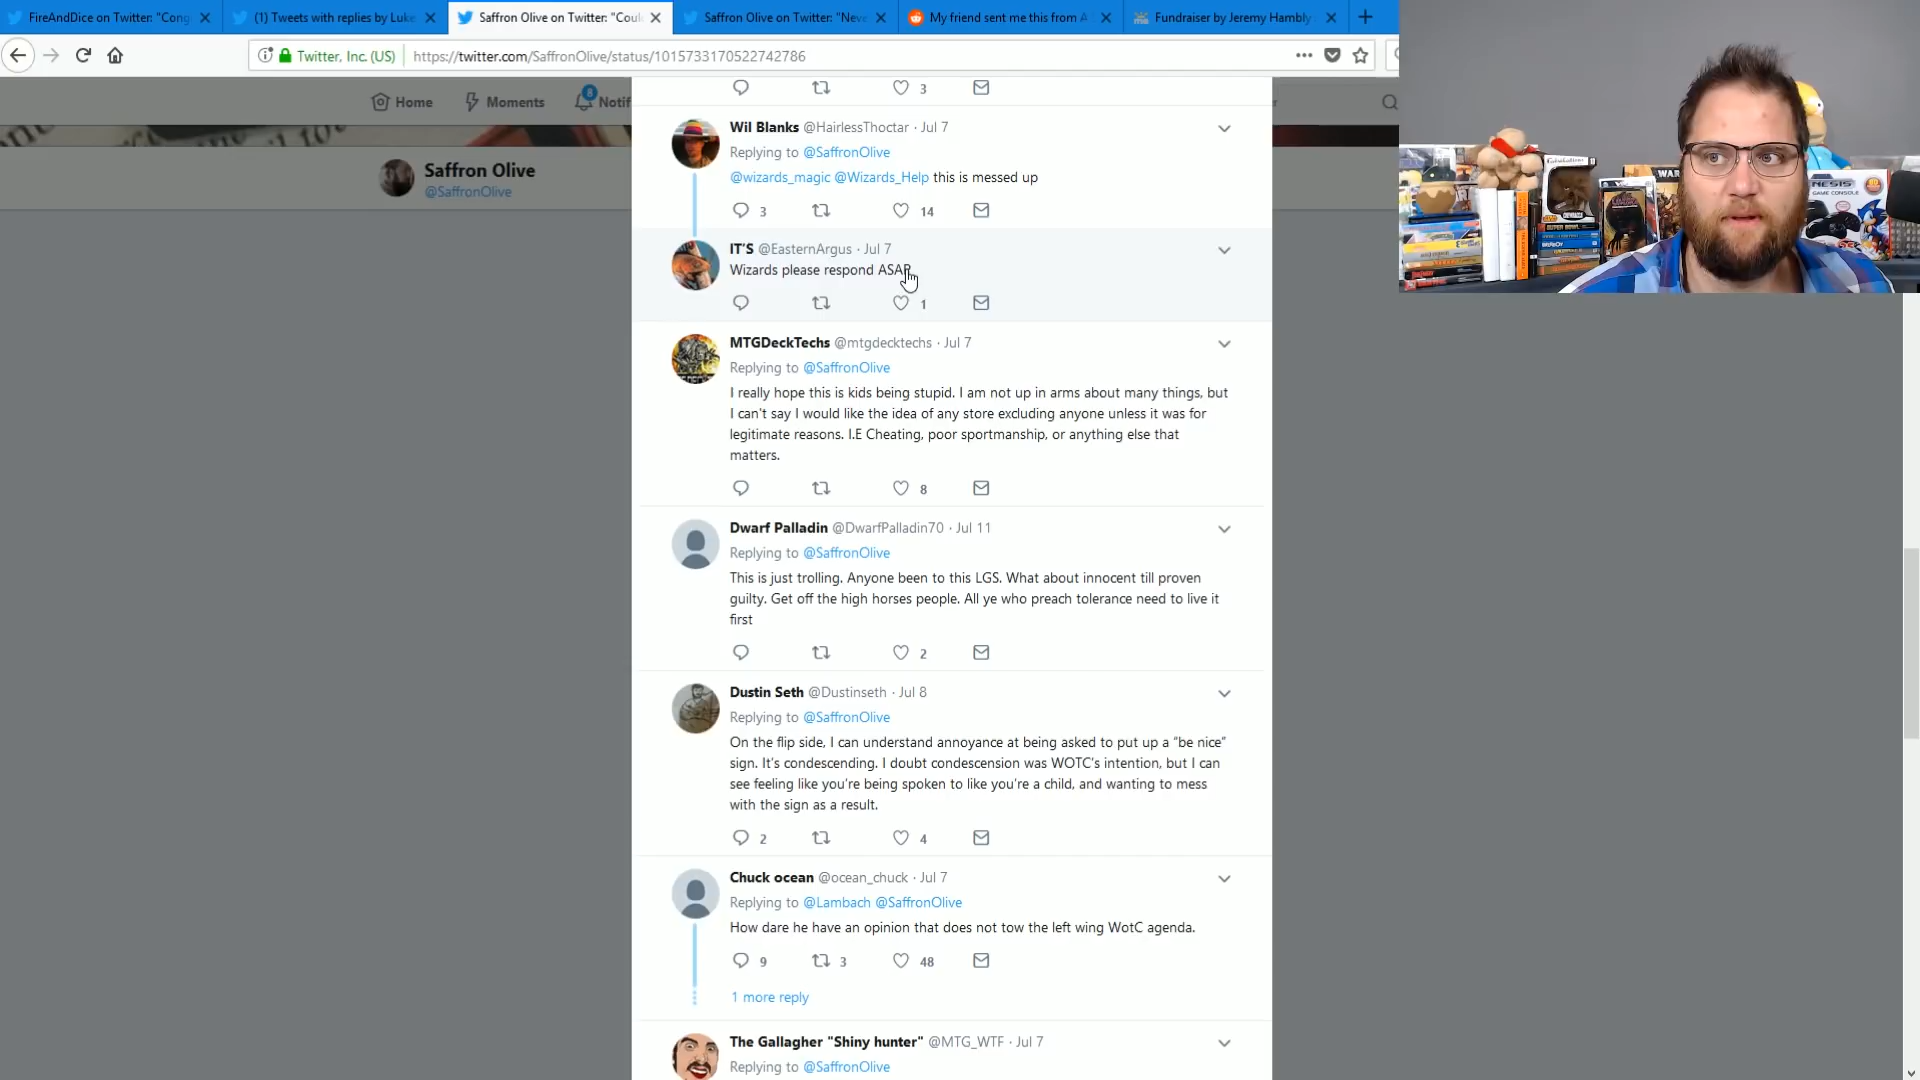 FireAndDice on Twitter: "Cong
(1) Tweets with replies by Luke
Saffron Olive on Twitter: "Coul
Saffron Olive on Twitter: "Neve
My friend sent me this from A
Fundraiser by Jeremy Hambly
Twitter, Inc. (US)
https://twitter.com/SaffronOlive/status/1015733170522742786
Home
Moments
8
Notif
Saffron Olive
@SaffronOlive
3
Wil Blanks @HairlessThoctar · Jul 7
Replying to @SaffronOlive
@wizards_magic @Wizards_Help this is messed up
3 14
IT'S @EasternArgus · Jul 7
Wizards please respond ASAP
1
MTGDeckTechs @mtgdecktechs · Jul 7
Replying to @SaffronOlive
I really hope this is kids being stupid. I am not up in arms about many things, but
I can't say I would like the idea of any store excluding anyone unless it was for
legitimate reasons. I.E Cheating, poor sportmanship, or anything else that
matters.
8
Dwarf Palladin @DwarfPalladin70 · Jul 11
Replying to @SaffronOlive
This is just trolling. Anyone been to this LGS. What about innocent till proven
guilty. Get off the high horses people. All ye who preach tolerance need to live it
first
2
Dustin Seth @Dustinseth · Jul 8
Replying to @SaffronOlive
On the flip side, I can understand annoyance at being asked to put up a "be nice"
sign. It's condescending. I doubt condescension was WOTC's intention, but I can
see feeling like you're being spoken to like you're a child, and wanting to mess
with the sign as a result.
2 4
Chuck ocean @ocean_chuck · Jul 7
Replying to @Lambach @SaffronOlive
How dare he have an opinion that does not tow the left wing WotC agenda.
9 3 48
1 more reply
The Gallagher "Shiny hunter" @MTG_WTF · Jul 7
Replying to @SaffronOlive
WAR
GENESIS
GAME CONSOLE